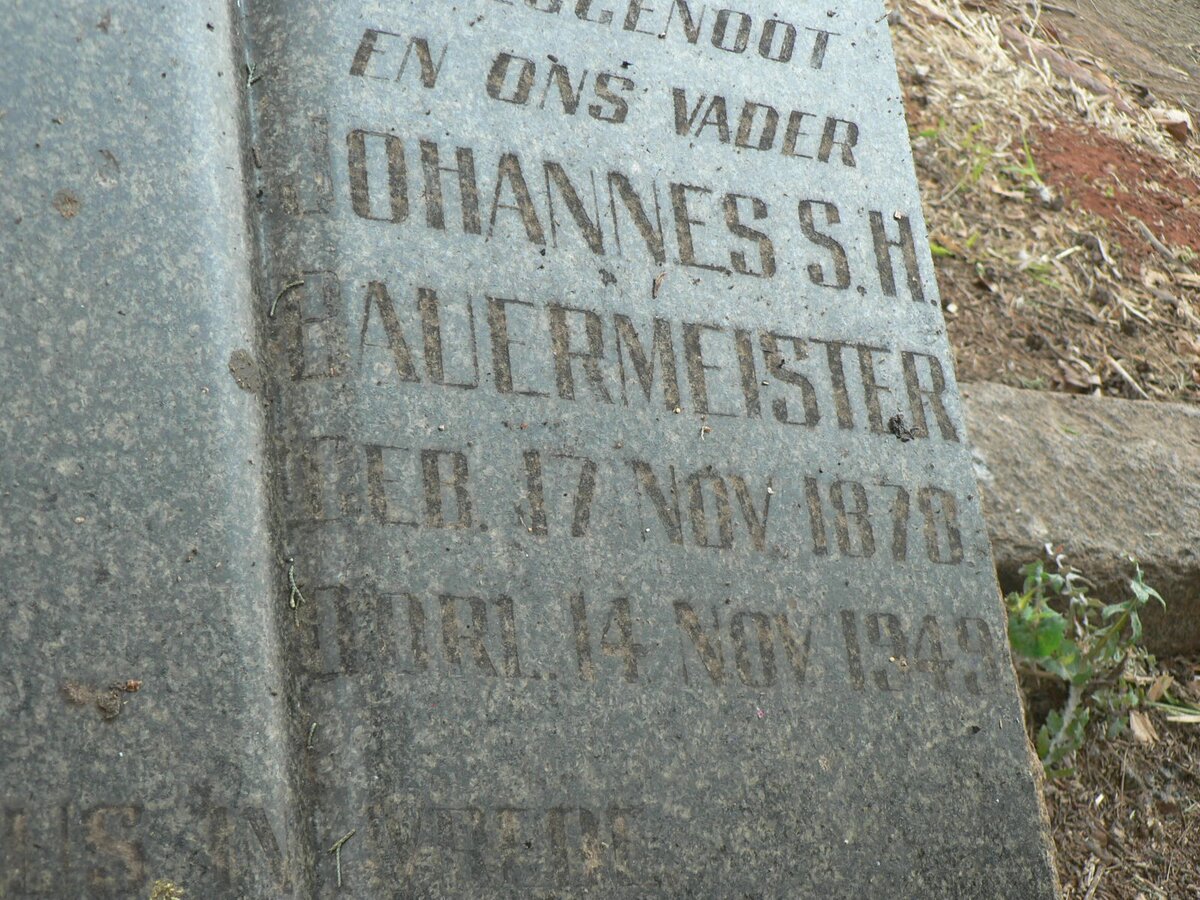 EN ONS VADER
JOHANNES S.H.
BAUERMEISTER
GEB. 17 NOV 1878
OORL. 14 NOV 1949